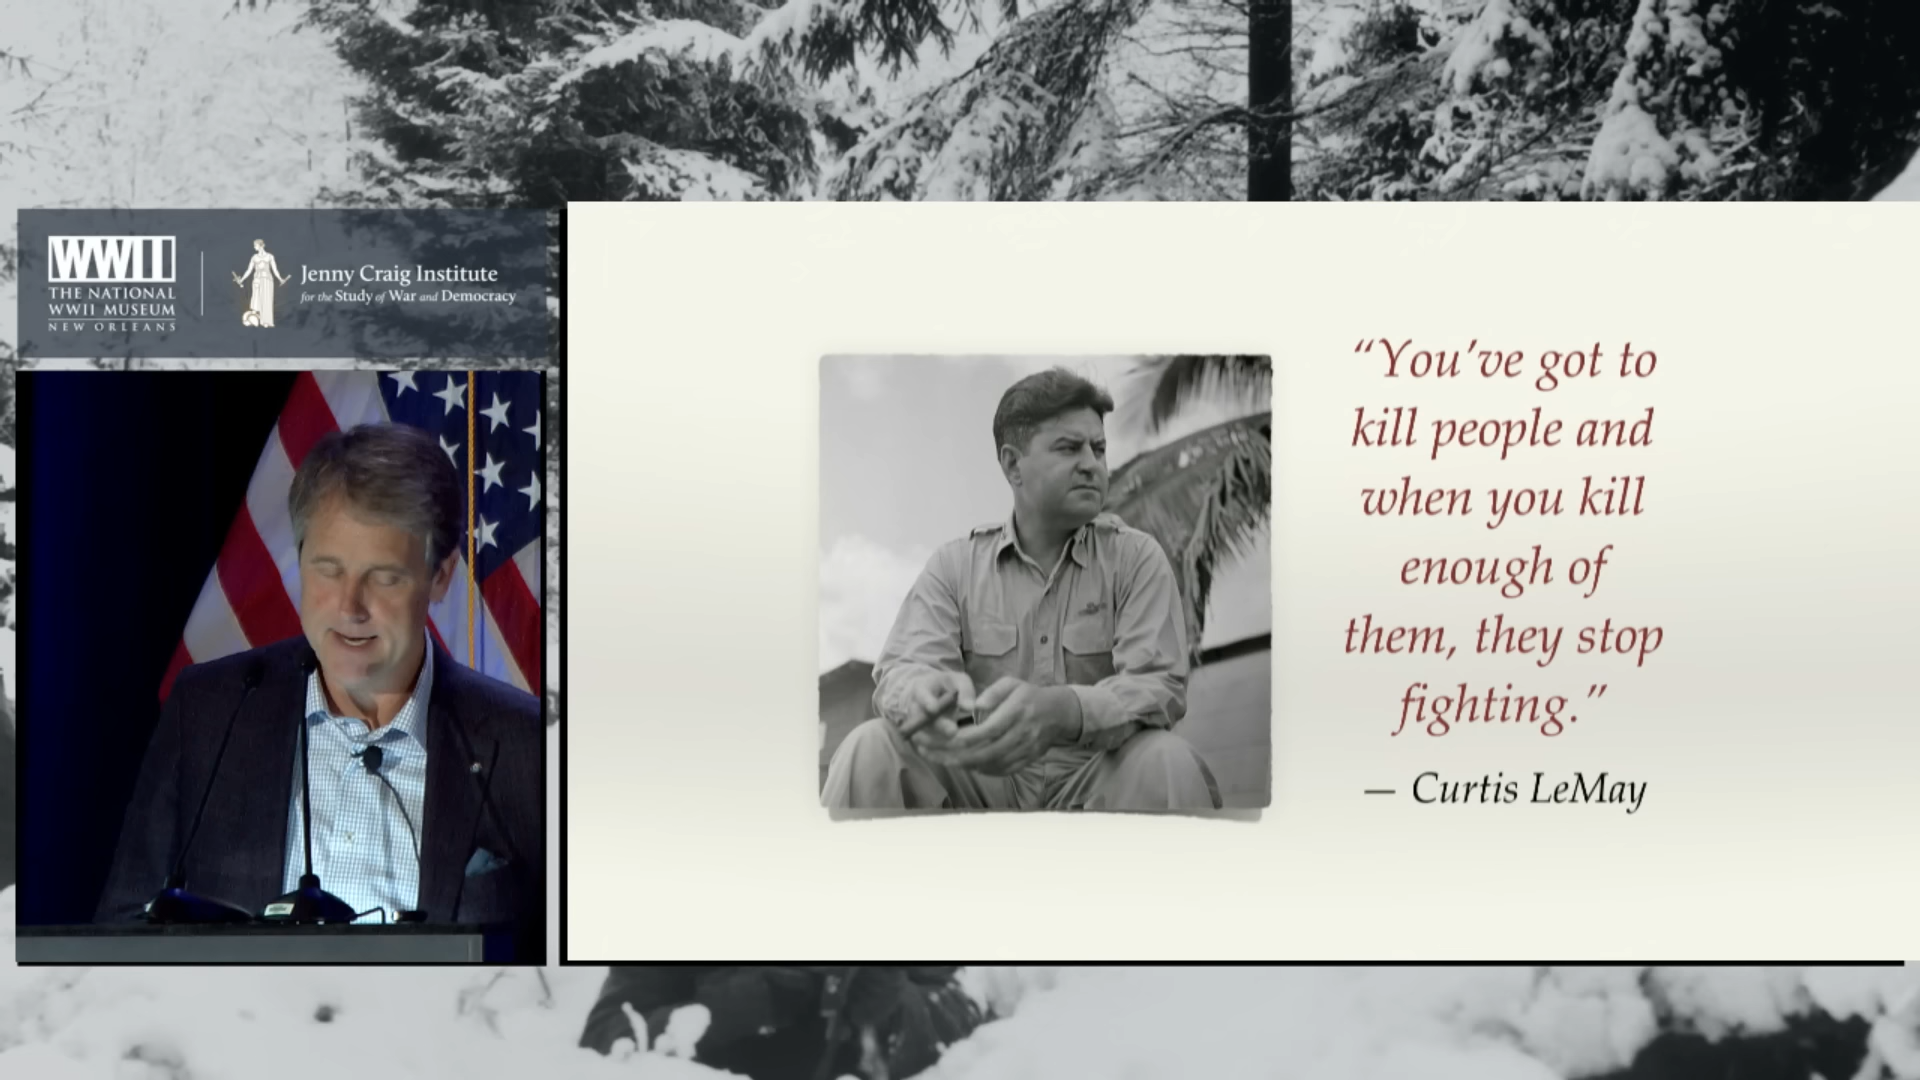 WWII
THE NATIONAL
WWII MUSEUM
NEW ORLEANS
Jenny Craig Institute
for the Study of War and Democracy
“You’ve got to
kill people and
when you kill
enough of
them, they stop
fighting.”
— Curtis LeMay